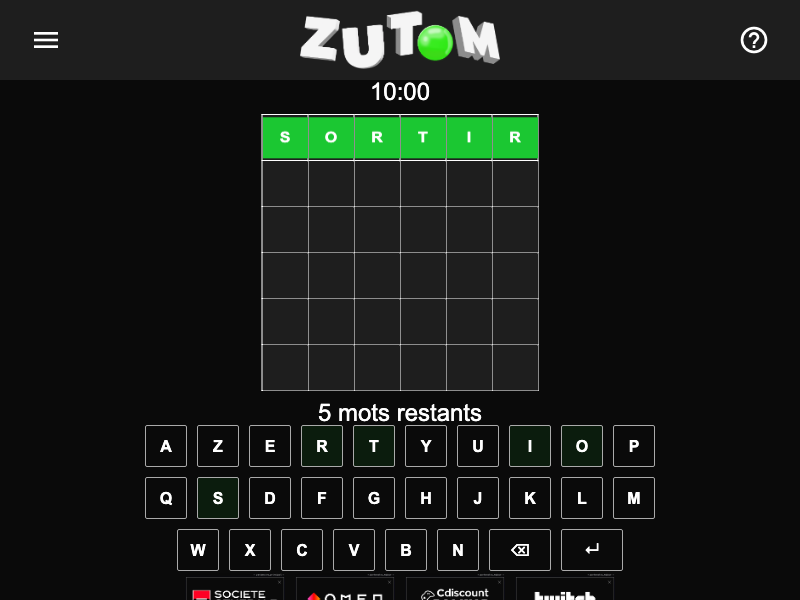 ZUTOM
10:00
S O R T I R
5 mots restants
A Z E R T Y U I O P
Q S D F G H J K L M
W X C V B N
SOCIETE
OMEN
Cdiscount
twitch